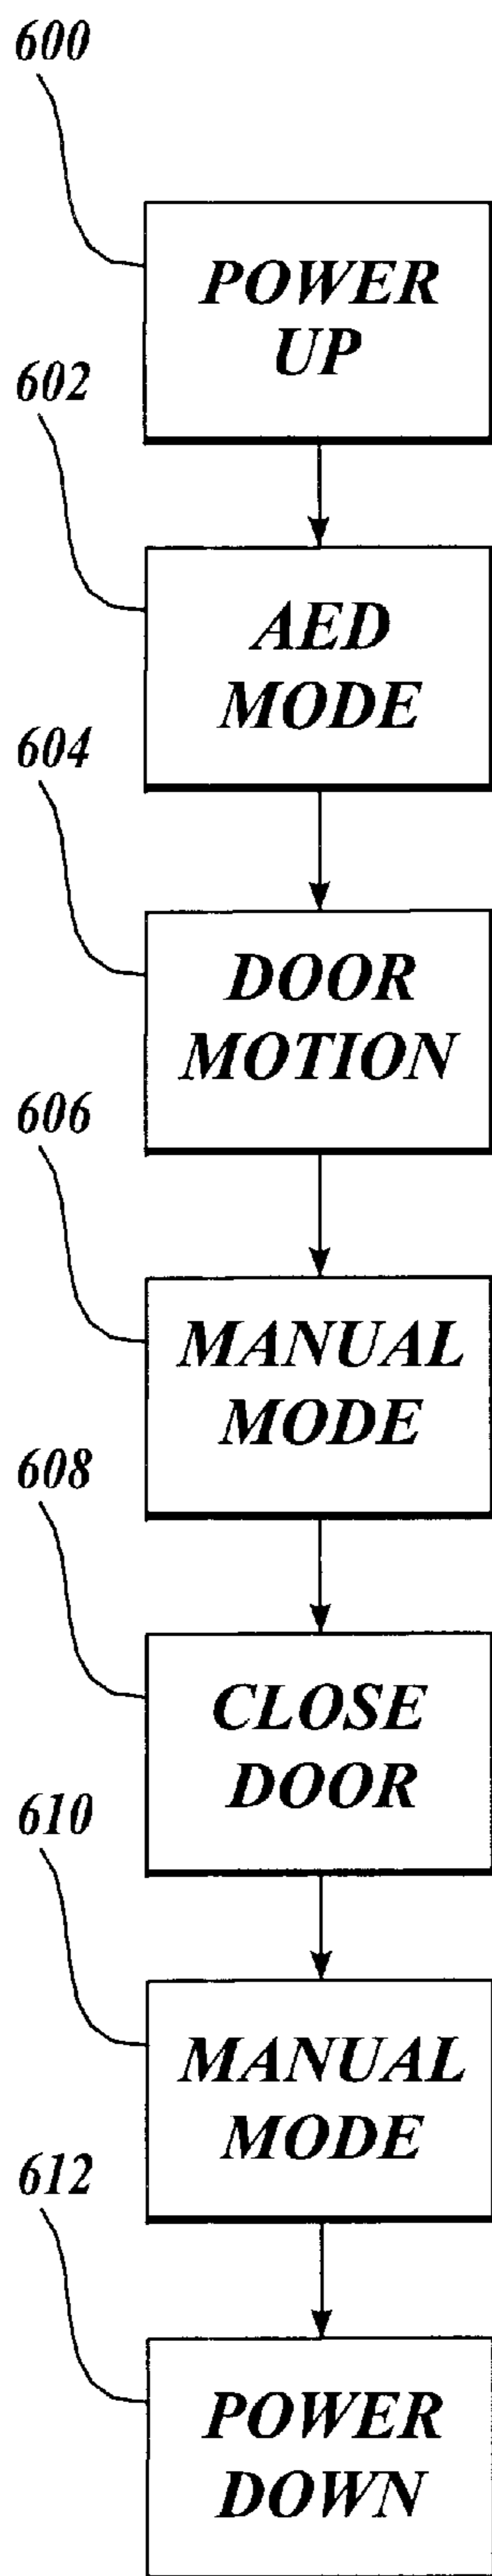 600
POWER
UP
602
AED
MODE
604
DOOR
MOTION
606
MANUAL
MODE
608
CLOSE
DOOR
610
MANUAL
MODE
612
POWER
DOWN